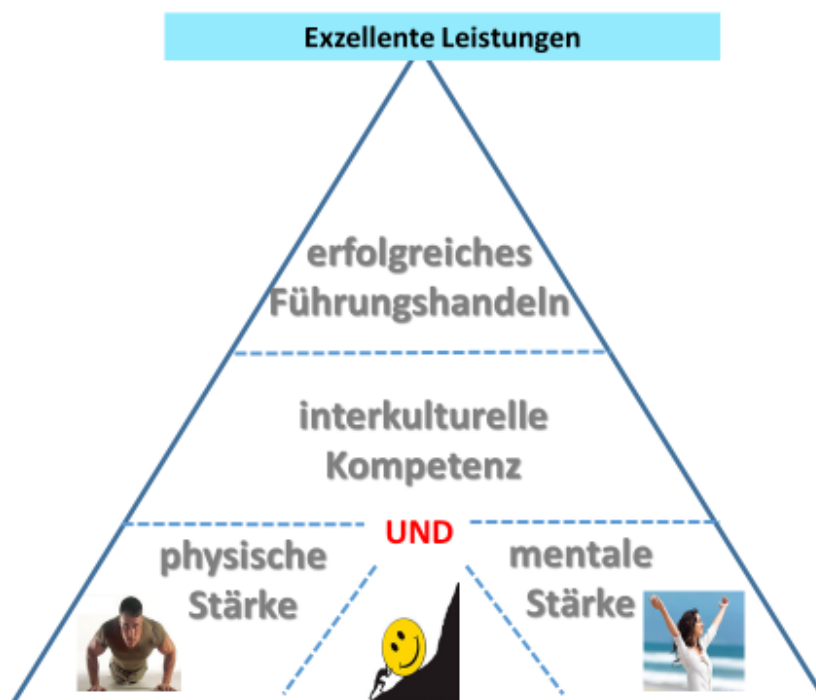 Exzellente Leistungen
erfolgreiches
Führungshandeln
interkulturelle
Kompetenz
UND
physische
Stärke
mentale
Stärke